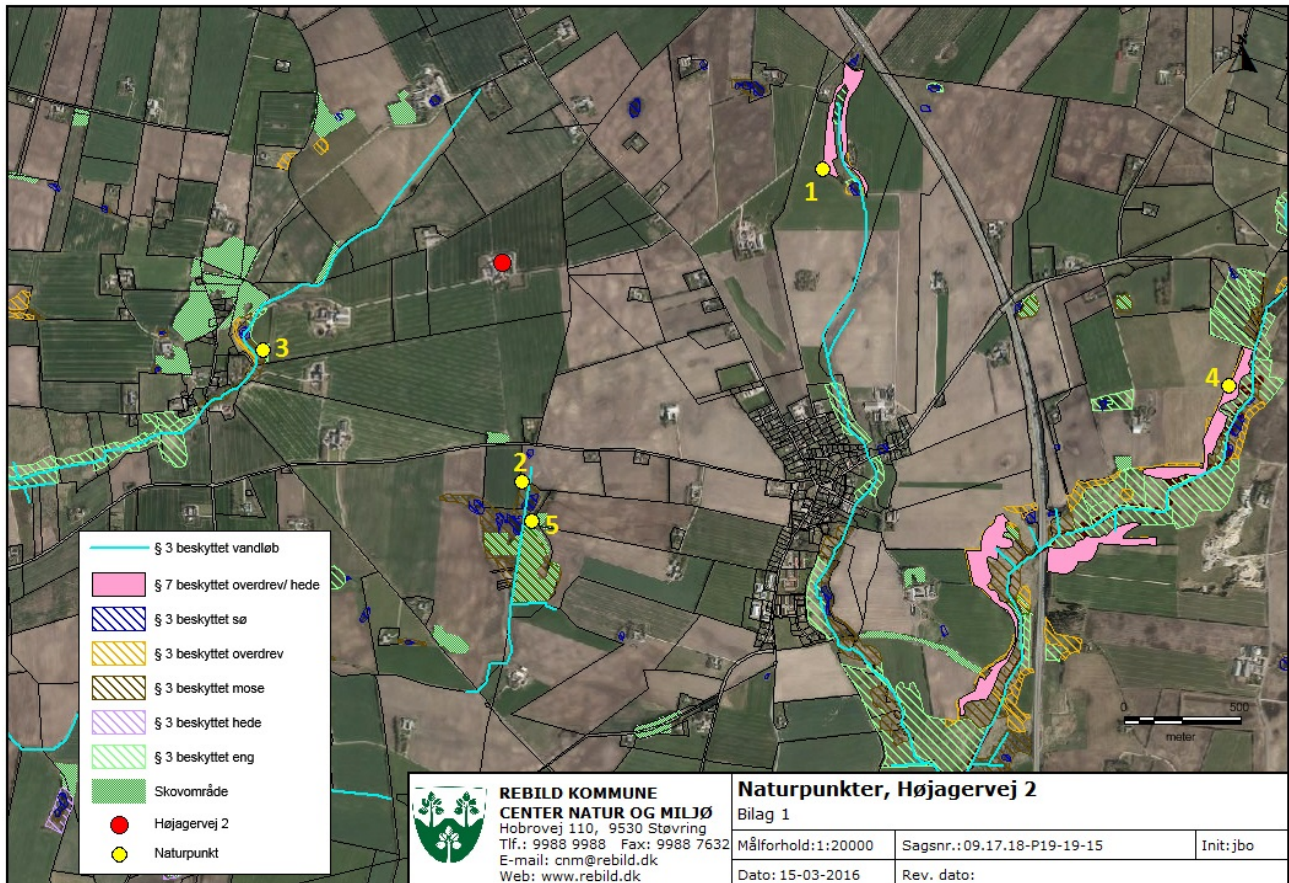 1
3
4
2
5
§ 3 beskyttet vandløb
§ 7 beskyttet overdrev/ hede
§ 3 beskyttet sø
§ 3 beskyttet overdrev
§ 3 beskyttet mose
§ 3 beskyttet hede
§ 3 beskyttet eng
Skovområde
Højagervej 2
Naturpunkt
0 500
meter
REBILD KOMMUNE
CENTER NATUR OG MILJØ
Hobrovej 110, 9530 Støvring
Tlf.: 9988 9988 Fax: 9988 7632
E-mail: cnm@rebild.dk
Web: www.rebild.dk
Naturpunkter, Højagervej 2
Bilag 1
Målforhold:1:20000 Sagsnr.:09.17.18-P19-19-15 Init:jbo
Dato: 15-03-2016 Rev. dato: